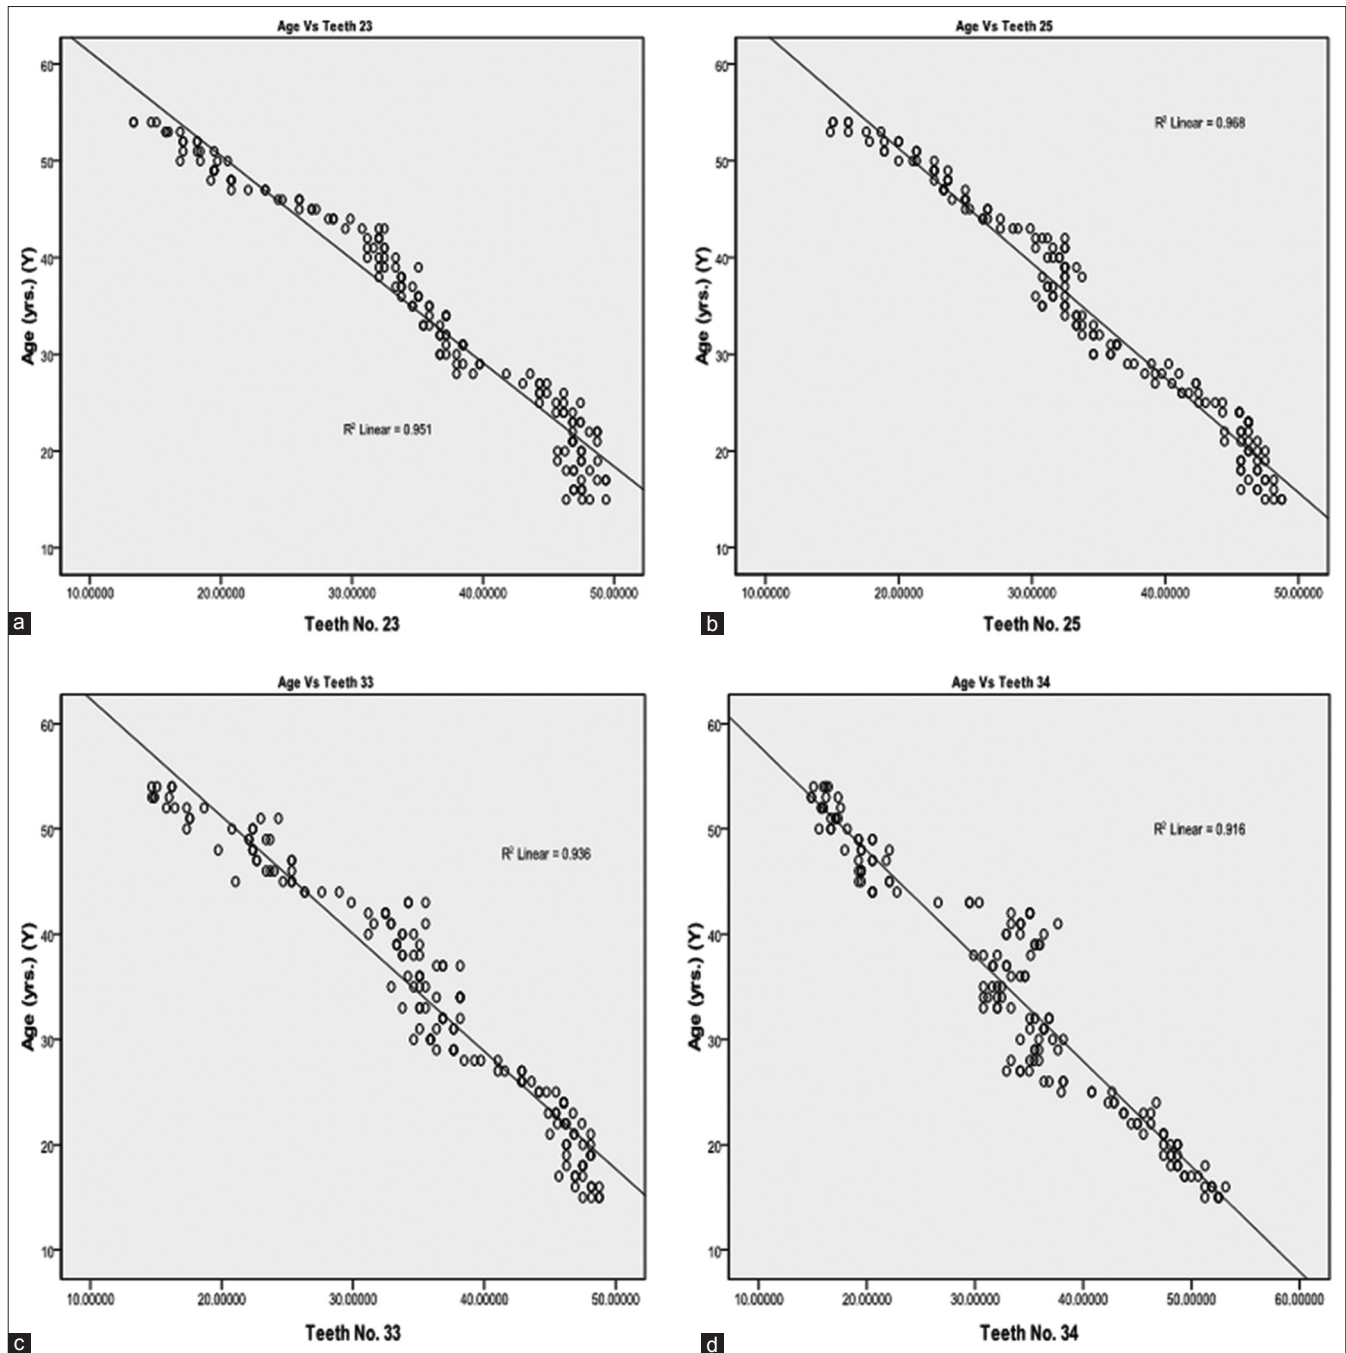 Age Vs Teeth 23
60
50
40
30
20
10
Age (yrs.) (Y)
R² Linear = 0.951
10.00000 20.00000 30.00000 40.00000 50.00000
Teeth No. 23
a
Age Vs Teeth 25
60
50
40
30
20
10
Age (yrs.) (Y)
R² Linear = 0.968
10.00000 20.00000 30.00000 40.00000 50.00000
Teeth No. 25
b
Age Vs Teeth 33
60
50
40
30
20
10
Age (yrs.) (Y)
R² Linear = 0.936
10.00000 20.00000 30.00000 40.00000 50.00000
Teeth No. 33
c
Age Vs Teeth 34
60
50
40
30
20
10
Age (yrs.) (Y)
R² Linear = 0.916
10.00000 20.00000 30.00000 40.00000 50.00000 60.00000
Teeth No. 34
d